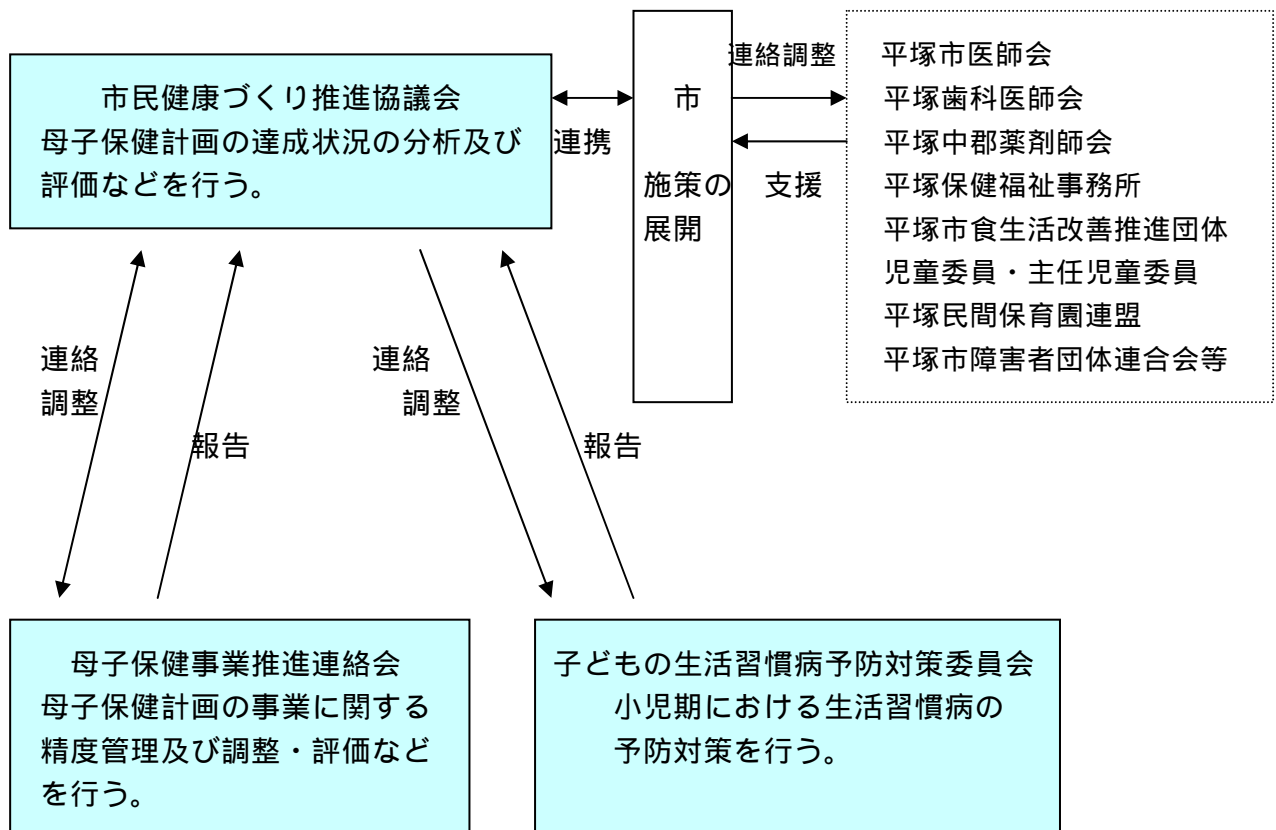 市民健康づくり推進協議会
母子保健計画の達成状況の分析及び
評価などを行う。
連携
市
施策の
展開
連絡調整
支援
平塚市医師会
平塚歯科医師会
平塚中郡薬剤師会
平塚保健福祉事務所
平塚市食生活改善推進団体
児童委員・主任児童委員
平塚民間保育園連盟
平塚市障害者団体連合会等
連絡
調整
報告
連絡
調整
報告
母子保健事業推進連絡会
母子保健計画の事業に関する
精度管理及び調整・評価など
を行う。
子どもの生活習慣病予防対策委員会
小児期における生活習慣病の
予防対策を行う。